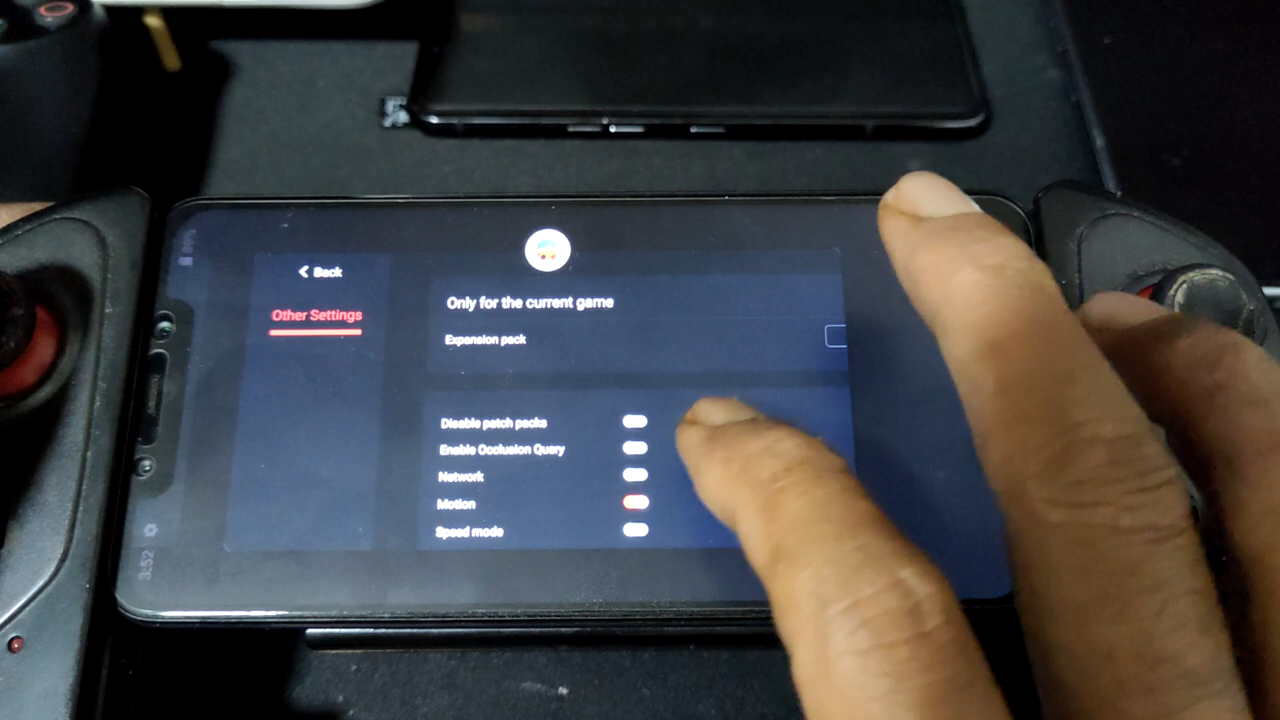 Back
Other Settings
Only for the current game
Expansion pack
Disable patch packs
Enable Occlusion Query
Network
Motion
Speed mode
3:52